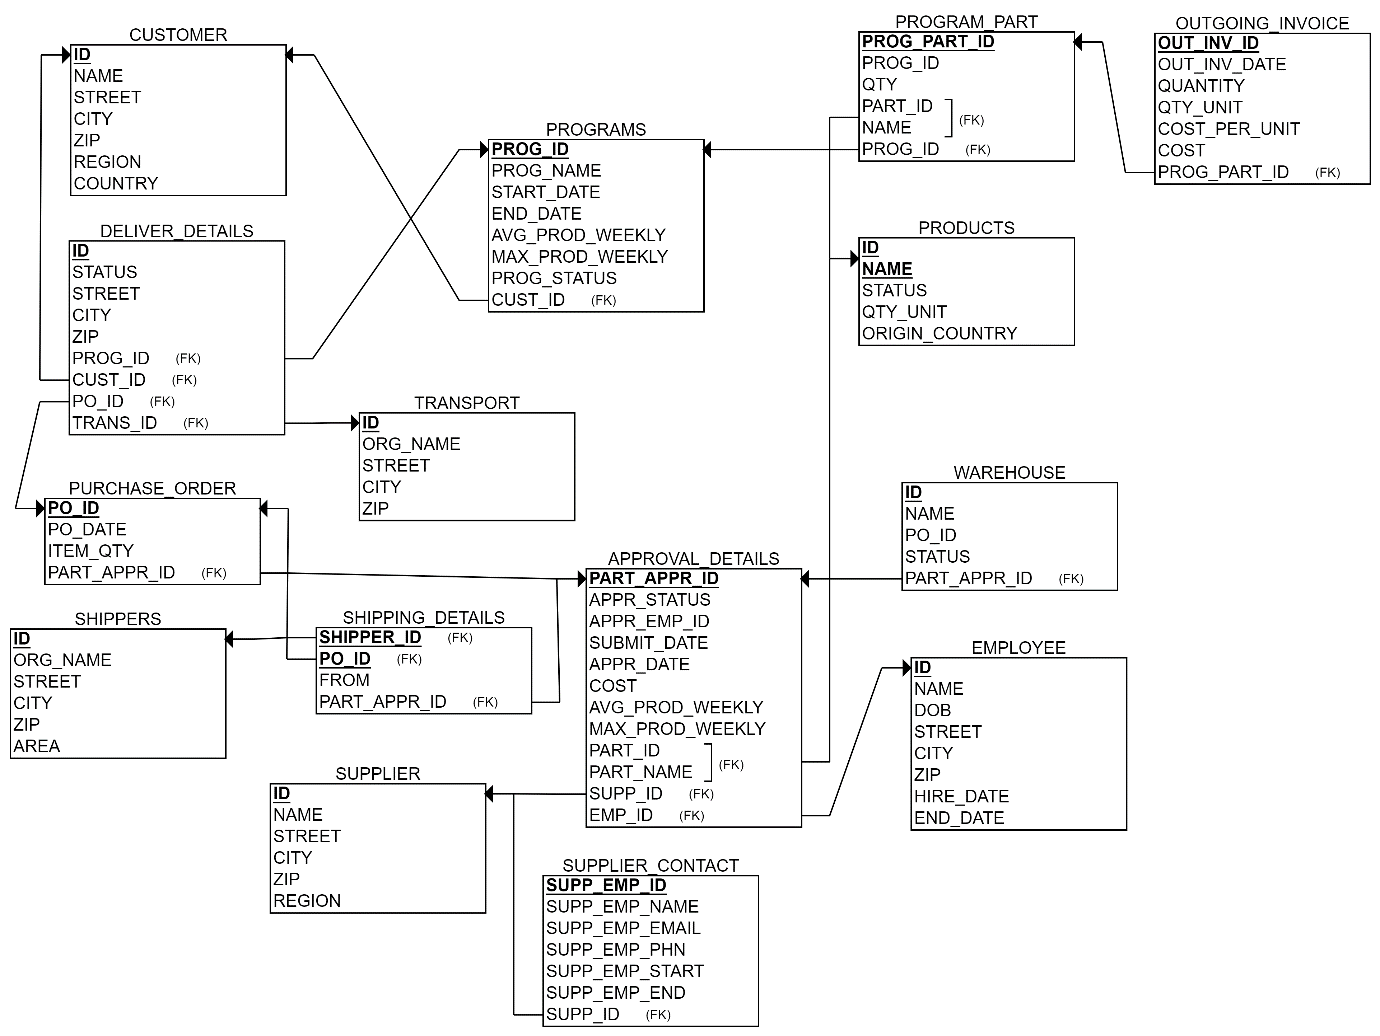 CUSTOMER
ID
NAME
STREET
CITY
ZIP
REGION
COUNTRY
DELIVER_DETAILS
ID
STATUS
STREET
CITY
ZIP
PROG_ID (FK)
CUST_ID (FK)
PO_ID (FK)
TRANS_ID (FK)
PROGRAMS
PROG_ID
PROG_NAME
START_DATE
END_DATE
AVG_PROD_WEEKLY
MAX_PROD_WEEKLY
PROG_STATUS
CUST_ID (FK)
PROGRAM_PART
PROG_PART_ID
PROG_ID
QTY
PART_ID
NAME
(FK)
PROG_ID (FK)
OUTGOING_INVOICE
OUT_INV_ID
OUT_INV_DATE
QUANTITY
QTY_UNIT
COST_PER_UNIT
COST
PROG_PART_ID (FK)
PRODUCTS
ID
NAME
STATUS
QTY_UNIT
ORIGIN_COUNTRY
TRANSPORT
ID
ORG_NAME
STREET
CITY
ZIP
PURCHASE_ORDER
PO_ID
PO_DATE
ITEM_QTY
PART_APPR_ID (FK)
WAREHOUSE
ID
NAME
PO_ID
STATUS
PART_APPR_ID (FK)
SHIPPERS
ID
ORG_NAME
STREET
CITY
ZIP
AREA
SHIPPING_DETAILS
SHIPPER_ID (FK)
PO_ID (FK)
FROM
PART_APPR_ID (FK)
APPROVAL_DETAILS
PART_APPR_ID
APPR_STATUS
APPR_EMP_ID
SUBMIT_DATE
APPR_DATE
COST
AVG_PROD_WEEKLY
MAX_PROD_WEEKLY
PART_ID
PART_NAME
(FK)
SUPP_ID (FK)
EMP_ID (FK)
EMPLOYEE
ID
NAME
DOB
STREET
CITY
ZIP
HIRE_DATE
END_DATE
SUPPLIER
ID
NAME
STREET
CITY
ZIP
REGION
SUPPLIER_CONTACT
SUPP_EMP_ID
SUPP_EMP_NAME
SUPP_EMP_EMAIL
SUPP_EMP_PHN
SUPP_EMP_START
SUPP_EMP_END
SUPP_ID (FK)